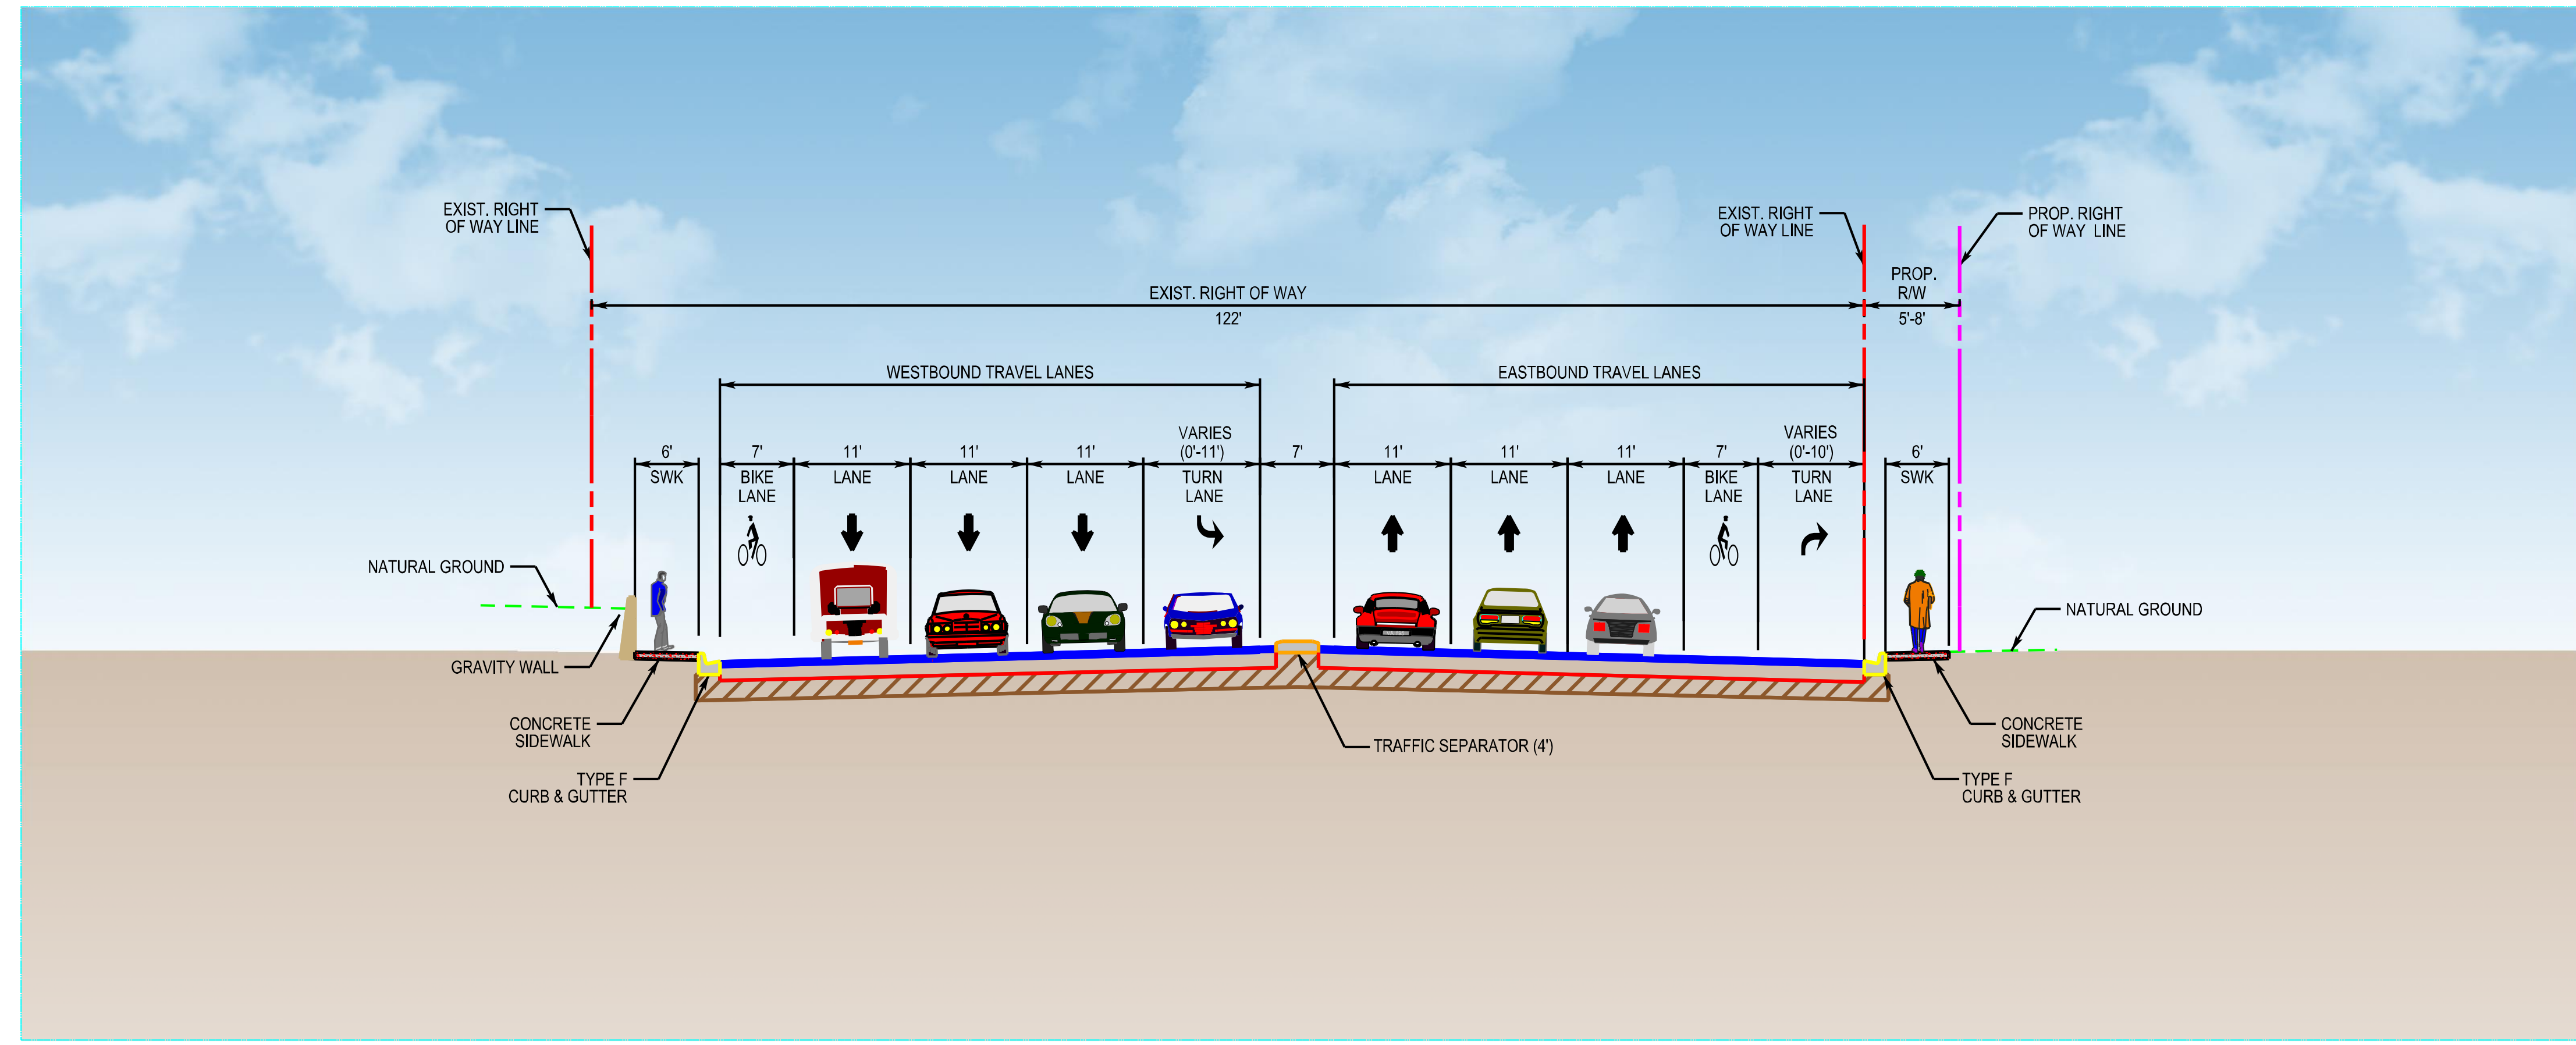 EXIST. RIGHT
OF WAY LINE
EXIST. RIGHT
OF WAY LINE
PROP. RIGHT
OF WAY LINE
PROP.
R/W
5'-8'
EXIST. RIGHT OF WAY
122'
WESTBOUND TRAVEL LANES
EASTBOUND TRAVEL LANES
6'
SWK
7'
BIKE
LANE
11'
LANE
11'
LANE
11'
LANE
VARIES
(0'-11')
TURN
LANE
7'
11'
LANE
11'
LANE
11'
LANE
7'
BIKE
LANE
VARIES
(0'-10')
TURN
LANE
6'
SWK
NATURAL GROUND
GRAVITY WALL
CONCRETE
SIDEWALK
TYPE F
CURB & GUTTER
TRAFFIC SEPARATOR (4')
NATURAL GROUND
CONCRETE
SIDEWALK
TYPE F
CURB & GUTTER